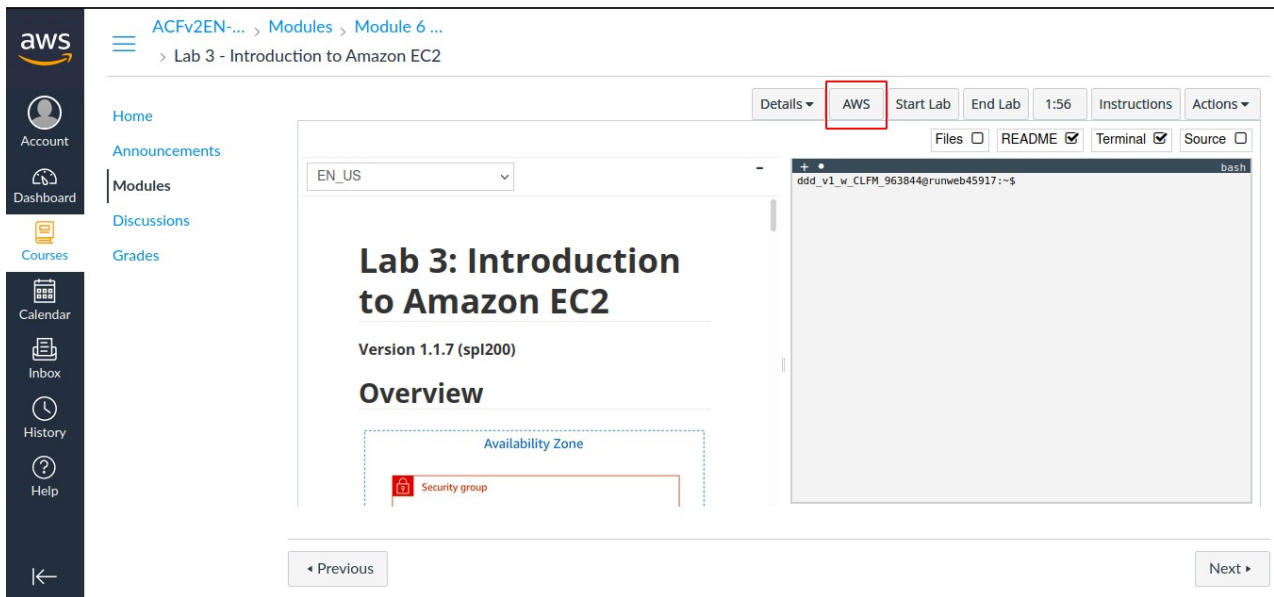 aws
Account
Dashboard
Courses
Calendar
Inbox
History
Help
ACFv2EN-... > Modules > Module 6 ...
> Lab 3 - Introduction to Amazon EC2
Home
Announcements
Modules
Discussions
Grades
Details AWS Start Lab End Lab 1:56 Instructions Actions
Files README Terminal Source
EN_US
-
Lab 3: Introduction
to Amazon EC2
Version 1.1.7 (spl200)
Overview
Availability Zone
Security group
+ bash
ddd_v1_w_CLFM_963844@runweb45917:~$
Previous
Next